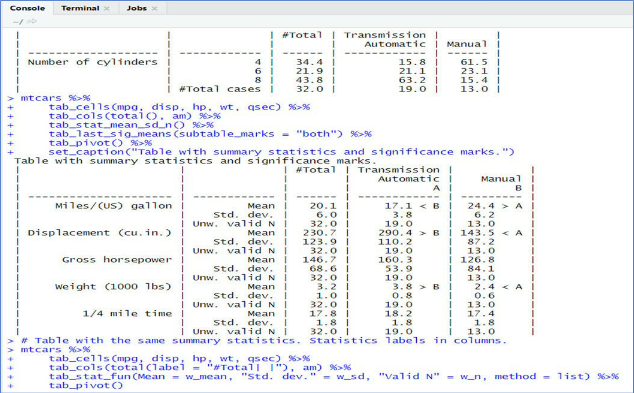 Console Terminal × Jobs ×
~/
| | | #Total | Transmission | |
| | | | Automatic | Manual |
| ------------------- | ------------ | ------ | ------------ | ------ |
| Number of cylinders | 4 | 34.4 | 15.8 | 61.5 |
| | 6 | 21.9 | 21.1 | 23.1 |
| | 8 | 43.8 | 63.2 | 15.4 |
| | #Total cases | 32.0 | 19.0 | 13.0 |
> mtcars %>%
+ tab_cells(mpg, disp, hp, wt, qsec) %>%
+ tab_cols(total(), am) %>%
+ tab_stat_mean_sd_n() %>%
+ tab_last_sig_means(subtable_marks = "both") %>%
+ tab_pivot() %>%
+ set_caption("Table with summary statistics and significance marks.")
Table with summary statistics and significance marks.
| | | #Total | Transmission | |
| | | | Automatic | Manual |
| | | | A | B |
| -------------------- | ------------ | ------ | ------------ | --------- |
| Miles/(US) gallon | Mean | 20.1 | 17.1 < B | 24.4 > A |
| | Std. dev. | 6.0 | 3.8 | 6.2 |
| | Unw. valid N | 32.0 | 19.0 | 13.0 |
| Displacement (cu.in.) | Mean | 230.7 | 290.4 > B | 143.5 < A |
| | Std. dev. | 123.9 | 110.2 | 87.2 |
| | Unw. valid N | 32.0 | 19.0 | 13.0 |
| Gross horsepower | Mean | 146.7 | 160.3 | 126.8 |
| | Std. dev. | 68.6 | 53.9 | 84.1 |
| | Unw. valid N | 32.0 | 19.0 | 13.0 |
| Weight (1000 lbs) | Mean | 3.2 | 3.8 > B | 2.4 < A |
| | Std. dev. | 1.0 | 0.8 | 0.6 |
| | Unw. valid N | 32.0 | 19.0 | 13.0 |
| 1/4 mile time | Mean | 17.8 | 18.2 | 17.4 |
| | Std. dev. | 1.8 | 1.8 | 1.8 |
| | Unw. valid N | 32.0 | 19.0 | 13.0 |
> # Table with the same summary statistics. Statistics labels in columns.
> mtcars %>%
+ tab_cells(mpg, disp, hp, wt, qsec) %>%
+ tab_cols(total(label = "#Total| |"), am) %>%
+ tab_stat_fun(Mean = w_mean, "Std. dev." = w_sd, "Valid N" = w_n, method = list) %>%
+ tab_pivot()